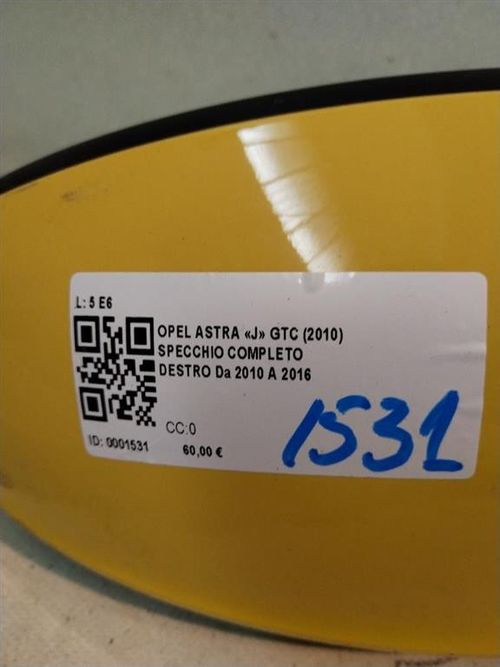 L: 5 E6
OPEL ASTRA «J» GTC (2010)
SPECCHIO COMPLETO
DESTRO Da 2010 A 2016
CC:0
ID: 0001531
60,00 €
1531